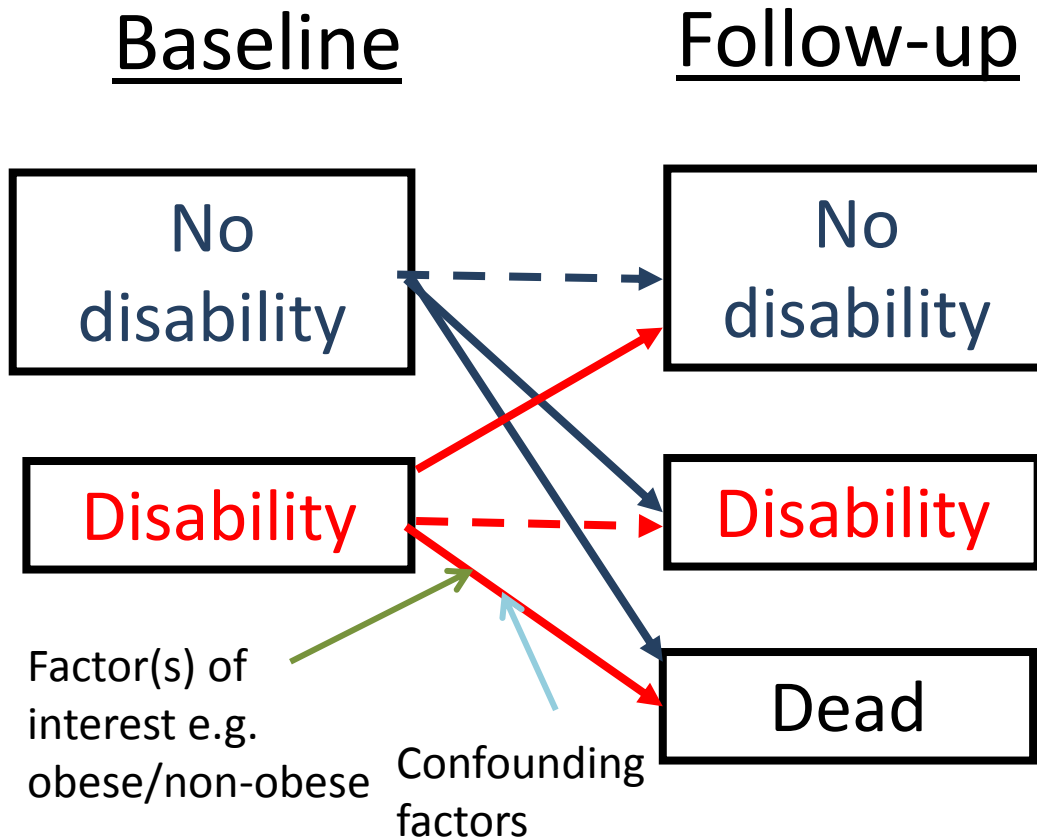 Baseline
Follow-up
No
disability
No
disability
Disability
Disability
Dead
Factor(s) of
interest e.g.
obese/non-obese
Confounding
factors